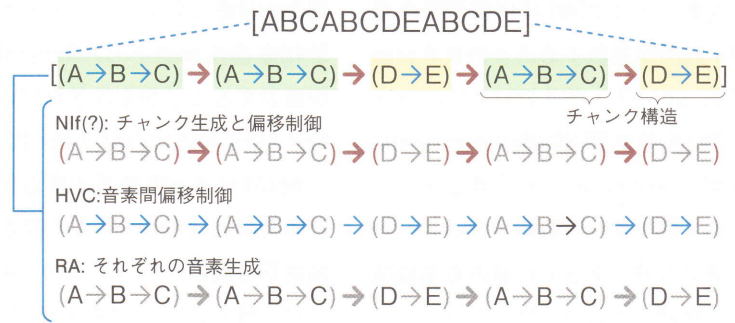 [ABCABCDEABCDE]
[(A→B→C)→(A→B→C)→(D→E)→(A→B→C)→(D→E)]
チャンク構造
NIf(?): チャンク生成と偏移制御
(A→B→C)→(A→B→C)→(D→E)→(A→B→C)→(D→E)
HVC:音素間偏移制御
(A→B→C)→(A→B→C)→(D→E)→(A→B→C)→(D→E)
RA: それぞれの音素生成
(A→B→C)→(A→B→C)→(D→E)→(A→B→C)→(D→E)